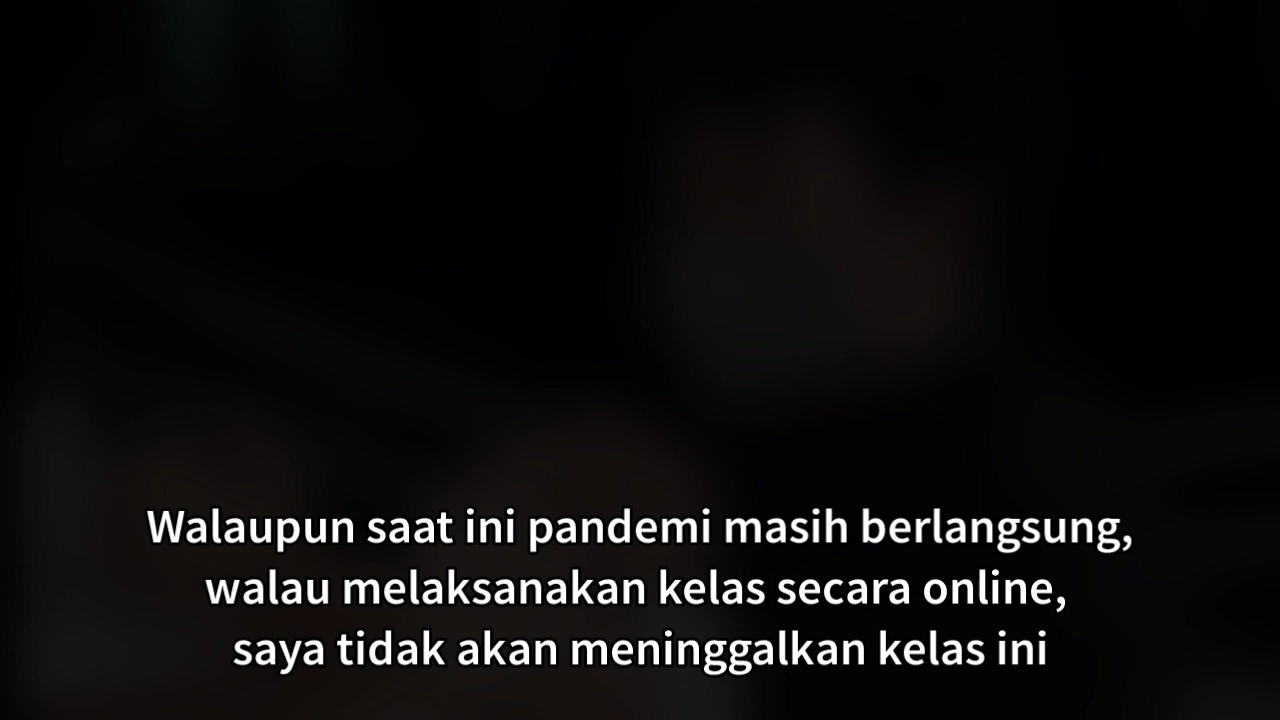 Walaupun saat ini pandemi masih berlangsung,
walau melaksanakan kelas secara online,
saya tidak akan meninggalkan kelas ini